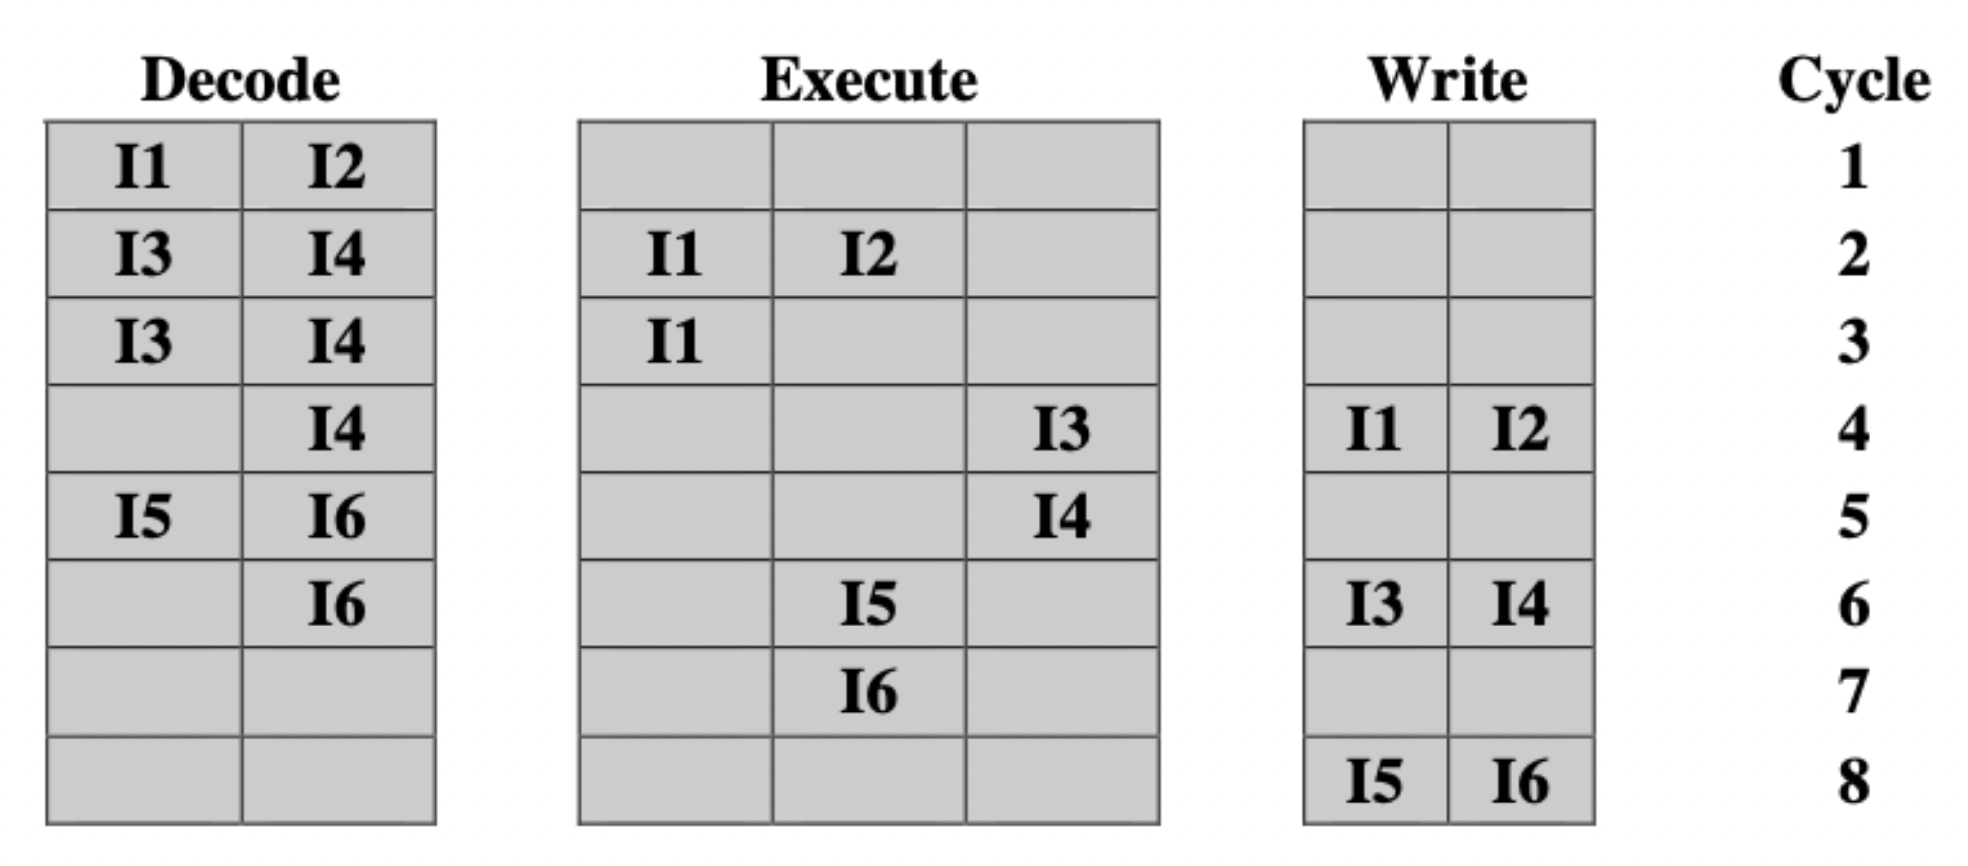 Decode Execute Write Cycle
I1 I2 1
I3 I4 I1 I2 2
I3 I4 I1 3
I4 I3 I1 I2 4
I5 I6 I4 5
I6 I5 I3 I4 6
I6 7
I5 I6 8